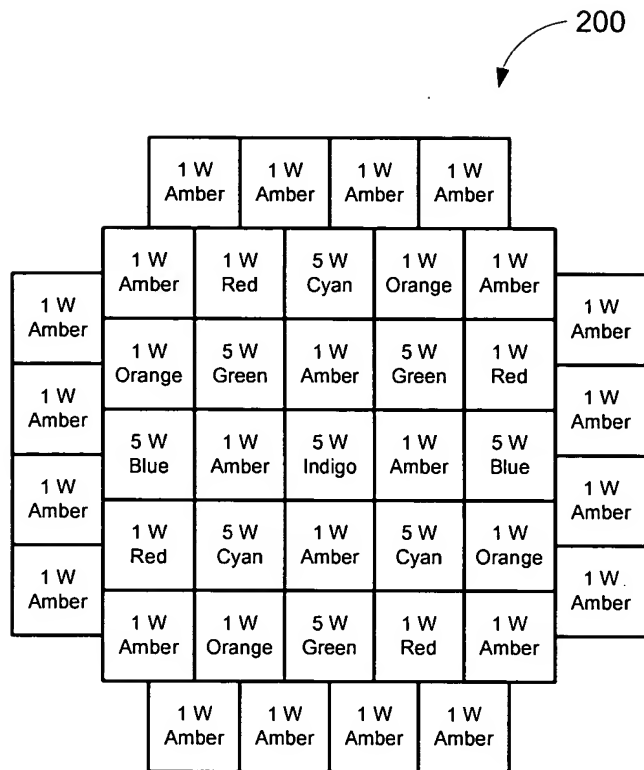 200
1 W 1 W 1 W 1 W
Amber Amber Amber Amber
1 W 1 W 5 W 1 W 1 W
Amber Red Cyan Orange Amber
1 W 1 W
Amber Amber
1 W 5 W 1 W 5 W 1 W
Orange Green Amber Green Red
1 W 1 W
Amber Amber
5 W 1 W 5 W 1 W 5 W
Blue Amber Indigo Amber Blue
1 W 1 W
Amber Amber
1 W 5 W 1 W 5 W 1 W
Red Cyan Amber Cyan Orange
1 W 1 W
Amber Amber
1 W 1 W 5 W 1 W 1 W
Amber Orange Green Red Amber
1 W 1 W 1 W 1 W
Amber Amber Amber Amber